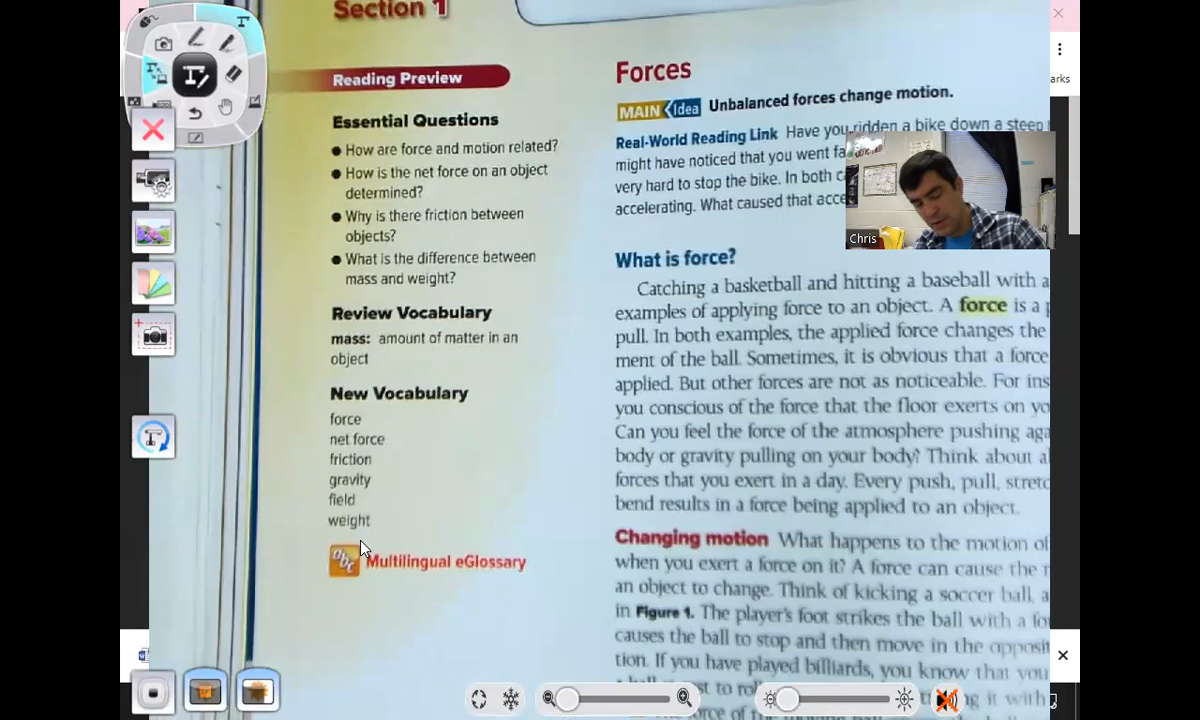 Section 1
Reading Preview
Essential Questions
How are force and motion related?
How is the net force on an object
determined?
Why is there friction between
objects?
What is the difference between
mass and weight?
Review Vocabulary
mass: amount of matter in an
object
New Vocabulary
force
net force
friction
gravity
field
weight
abc Multilingual eGlossary
Forces
MAIN Idea Unbalanced forces change motion.
Real-World Reading Link Have you ridden a bike down a steep
might have noticed that you went
very hard to stop the bike. In both
accelerating. What caused that
What is force?
Catching a basketball and hitting a baseball with a
examples of applying force to an object. A force is a
pull. In both examples, the applied force changes the
ment of the ball. Sometimes, it is obvious that a force
applied. But other forces are not as noticeable. For
you conscious of the force that the floor exerts on
Can you feel the force of the atmosphere pushing
body or gravity pulling on your body? Think about
forces that you exert in a day. Every push, pull,
bend results in a force being applied to an object.
Changing motion What happens to the motion of
when you exert a force on it? A force can cause the
an object to change. Think of kicking a soccer ball,
in Figure 1. The player's foot strikes the ball with a
causes the ball to stop and then move in the
tion. If you have played billiards, you know that you
to
it with
of
Chris
arks